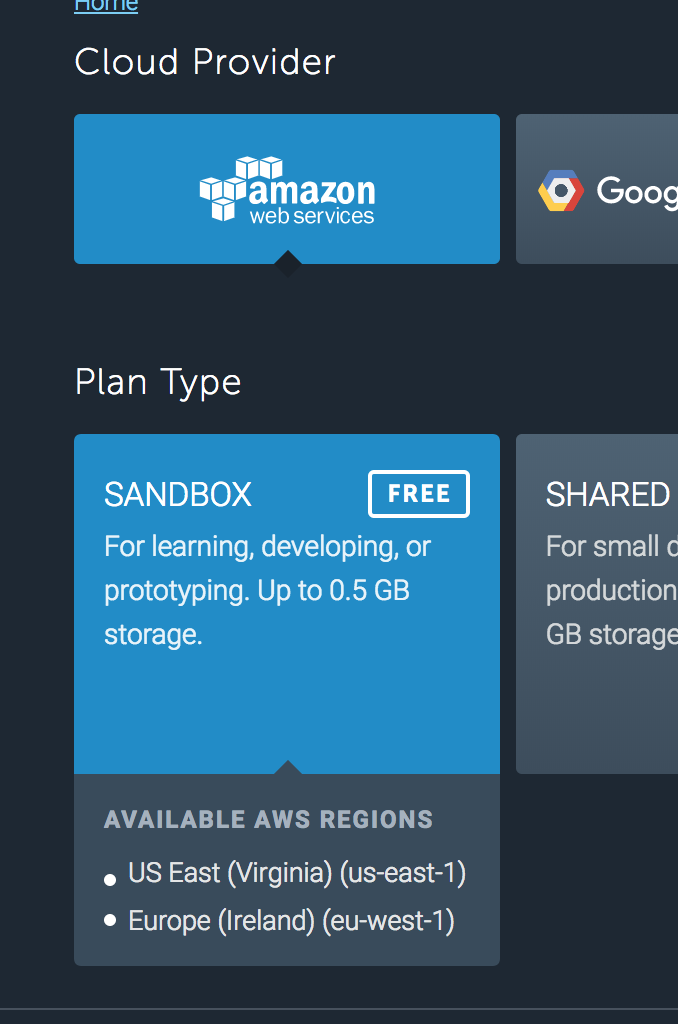 Home
Cloud Provider
amazon
web services
Goog
Plan Type
SANDBOX FREE
For learning, developing, or
prototyping. Up to 0.5 GB
storage.
SHARED
For small d
production
GB storage
AVAILABLE AWS REGIONS
US East (Virginia) (us-east-1)
Europe (Ireland) (eu-west-1)